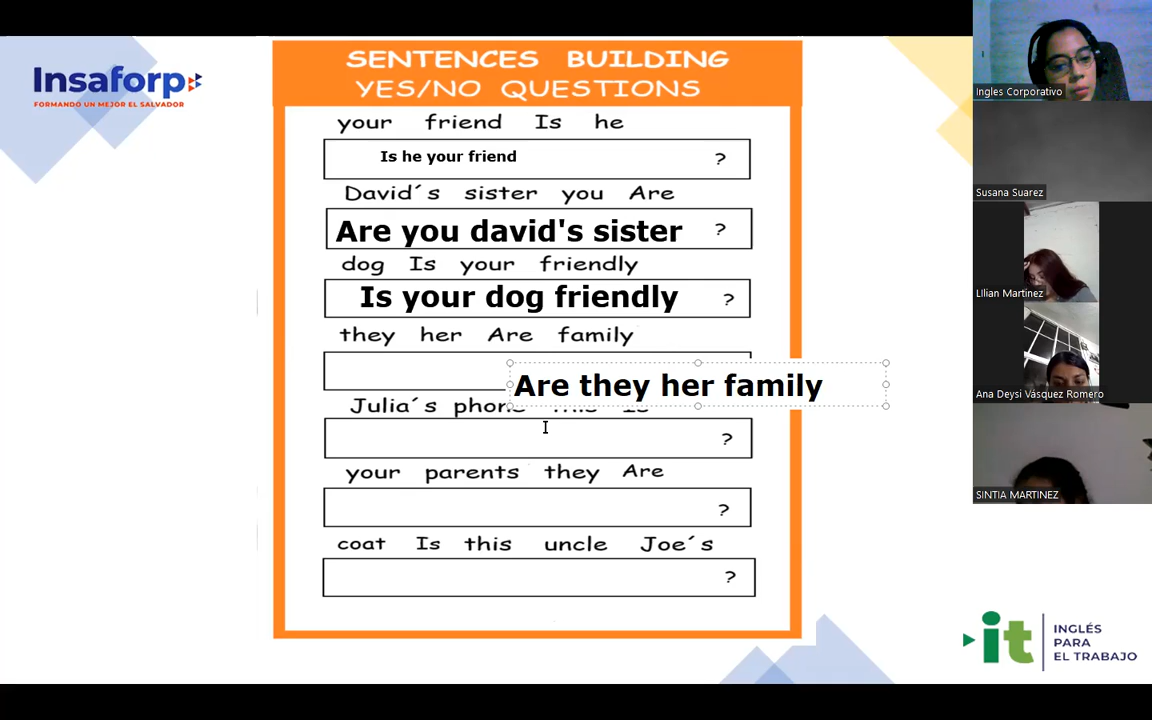 Insaforp
FORMANDO UN MEJOR EL SALVADOR
SENTENCES BUILDING
YES/NO QUESTIONS
your friend Is he
Is he your friend ?
David´s sister you Are
Are you david's sister ?
dog Is your friendly
Is your dog friendly ?
they her Are family
Are they her family
Julia´s phone This Is
?
your parents they Are
?
coat Is this uncle Joe´s
?
Ingles Corporativo
Susana Suarez
LIlian Martinez
Ana Deysi Vásquez Romero
SINTIA MARTINEZ
it
INGLÉS
PARA
EL TRABAJO